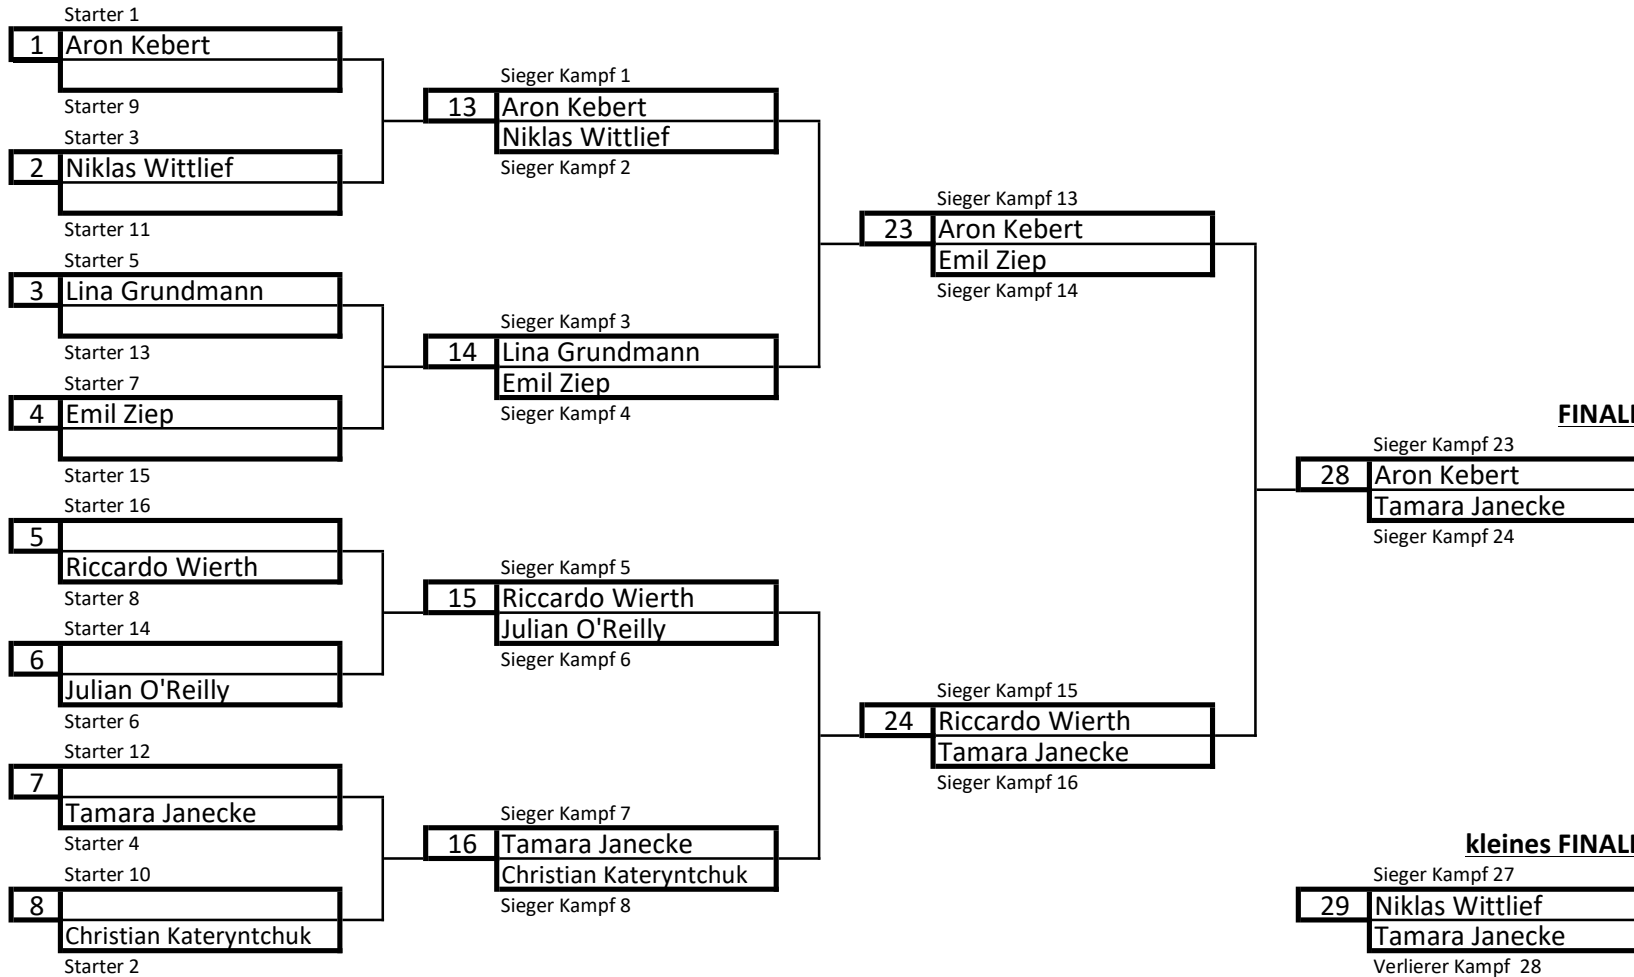 Starter 1
1 Aron Kebert
Starter 9
Starter 3
2 Niklas Wittlief
Starter 11
Starter 5
3 Lina Grundmann
Starter 13
Starter 7
4 Emil Ziep
Starter 15
Starter 16
5
Riccardo Wierth
Starter 8
Starter 14
6
Julian O'Reilly
Starter 6
Starter 12
7
Tamara Janecke
Starter 4
Starter 10
8
Christian Kateryntchuk
Starter 2
Sieger Kampf 1
13 Aron Kebert
Niklas Wittlief
Sieger Kampf 2
Sieger Kampf 3
14 Lina Grundmann
Emil Ziep
Sieger Kampf 4
Sieger Kampf 5
15 Riccardo Wierth
Julian O'Reilly
Sieger Kampf 6
Sieger Kampf 7
16 Tamara Janecke
Christian Kateryntchuk
Sieger Kampf 8
Sieger Kampf 13
23 Aron Kebert
Emil Ziep
Sieger Kampf 14
Sieger Kampf 15
24 Riccardo Wierth
Tamara Janecke
Sieger Kampf 16
FINAL
Sieger Kampf 23
28 Aron Kebert
Tamara Janecke
Sieger Kampf 24
kleines FINAL
Sieger Kampf 27
29 Niklas Wittlief
Tamara Janecke
Verlierer Kampf 28